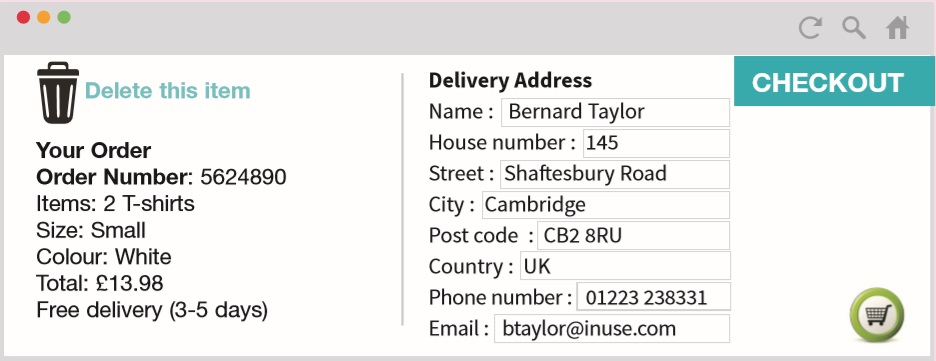 Delete this item
Your Order
Order Number: 5624890
Items: 2 T-shirts
Size: Small
Colour: White
Total: £13.98
Free delivery (3-5 days)
Delivery Address
Name : Bernard Taylor
House number : 145
Street : Shaftesbury Road
City : Cambridge
Post code : CB2 8RU
Country : UK
Phone number : 01223 238331
Email : btaylor@inuse.com
CHECKOUT